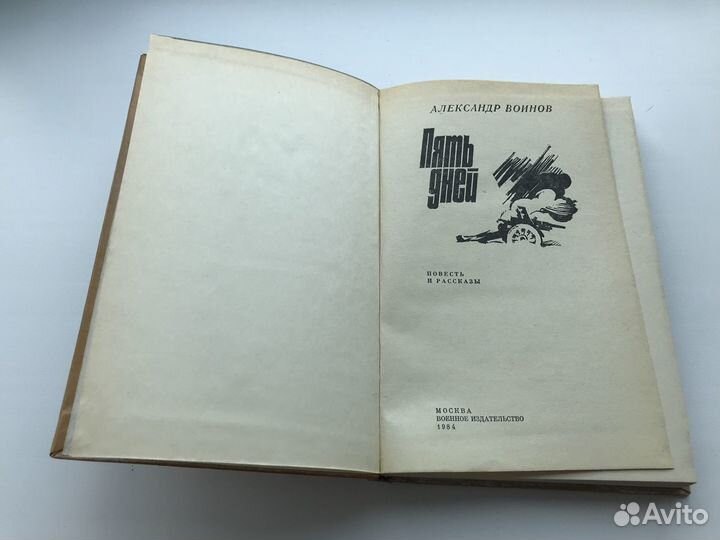 АЛЕКСАНДР ВОИНОВ
Пять
дней
ПОВЕСТЬ
И РАССКАЗЫ
МОСКВА
ВОЕННОЕ ИЗДАТЕЛЬСТВО
1984
Avito